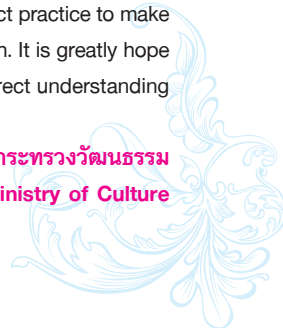 ct practice to make
n. It is greatly hope
rect understanding
กระทรวงวัฒนธรรม
inistry of Culture